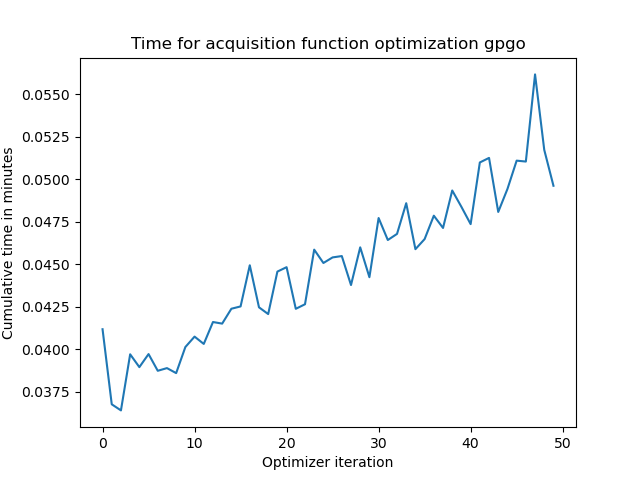 Time for acquisition function optimization gpgo
Cumulative time in minutes
0.0550
0.0525
0.0500
0.0475
0.0450
0.0425
0.0400
0.0375
0 10 20 30 40 50
Optimizer iteration